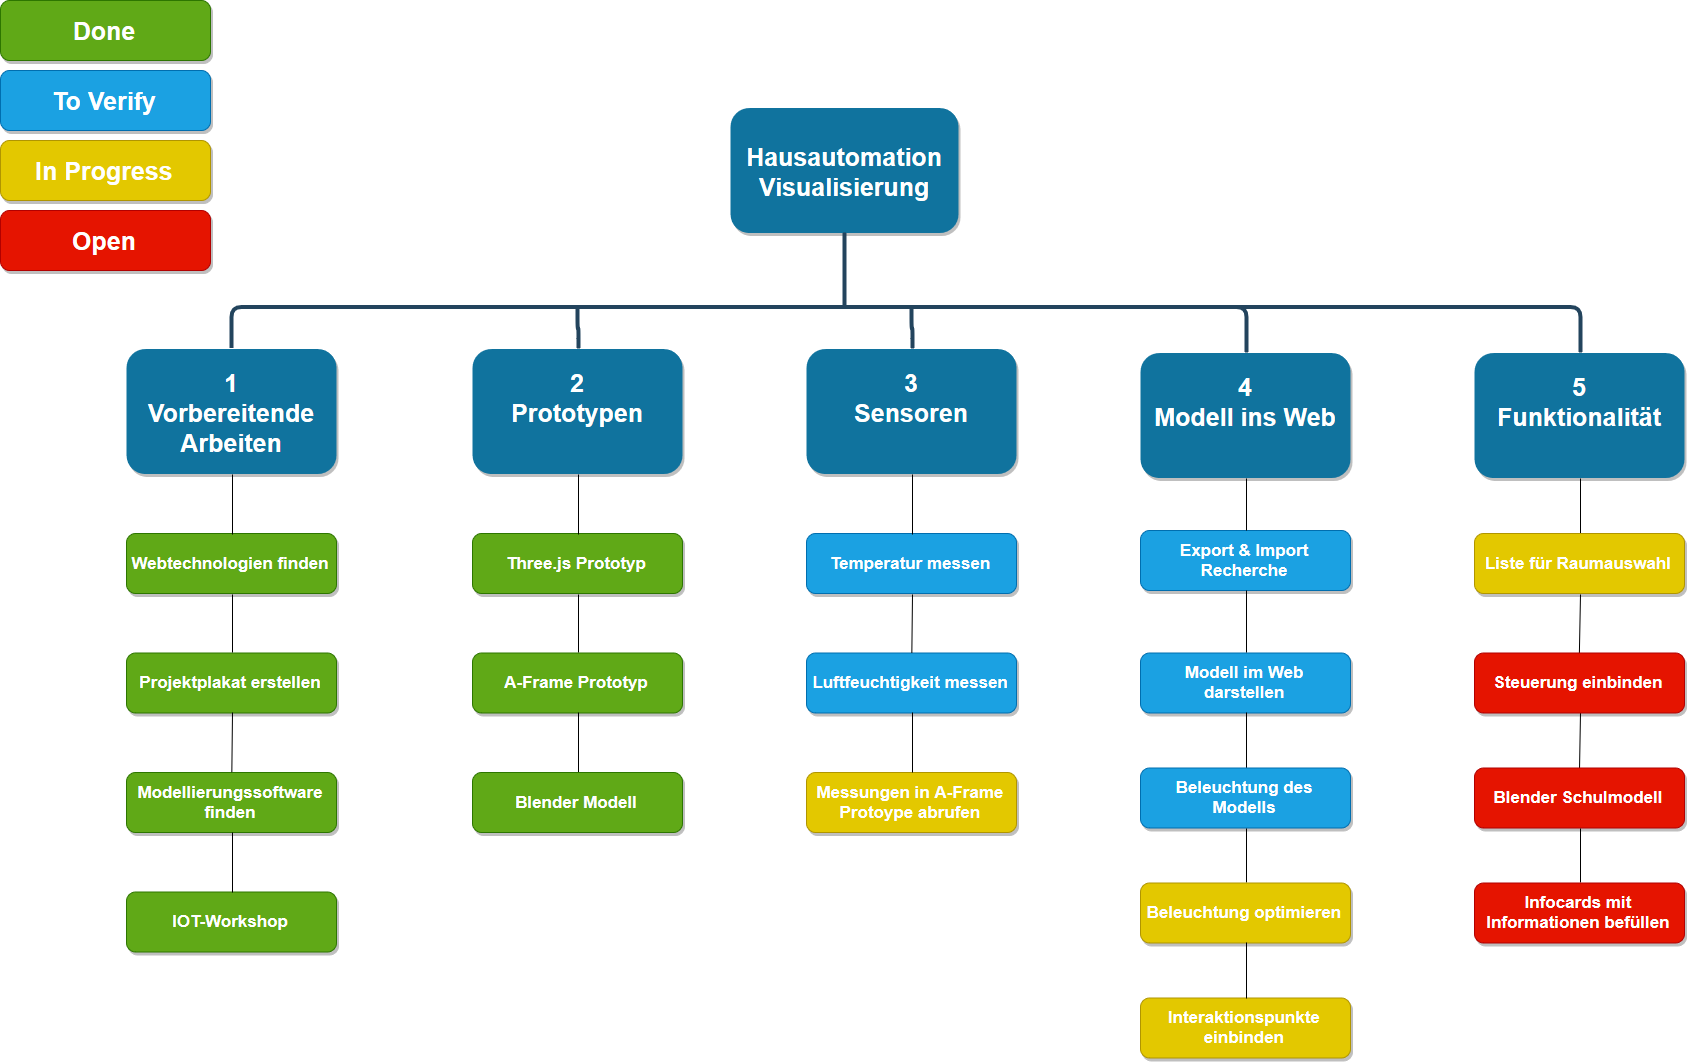 Done
To Verify
In Progress
Open
Hausautomation
Visualisierung
1
Vorbereitende
Arbeiten
Webtechnologien finden
Projektplakat erstellen
Modellierungssoftware
finden
IOT-Workshop
2
Prototypen
Three.js Prototyp
A-Frame Prototyp
Blender Modell
3
Sensoren
Temperatur messen
Luftfeuchtigkeit messen
Messungen in A-Frame
Protoype abrufen
4
Modell ins Web
Export & Import
Recherche
Modell im Web
darstellen
Beleuchtung des
Modells
Beleuchtung optimieren
Interaktionspunkte
einbinden
5
Funktionalität
Liste für Raumauswahl
Steuerung einbinden
Blender Schulmodell
Infocards mit
Informationen befüllen